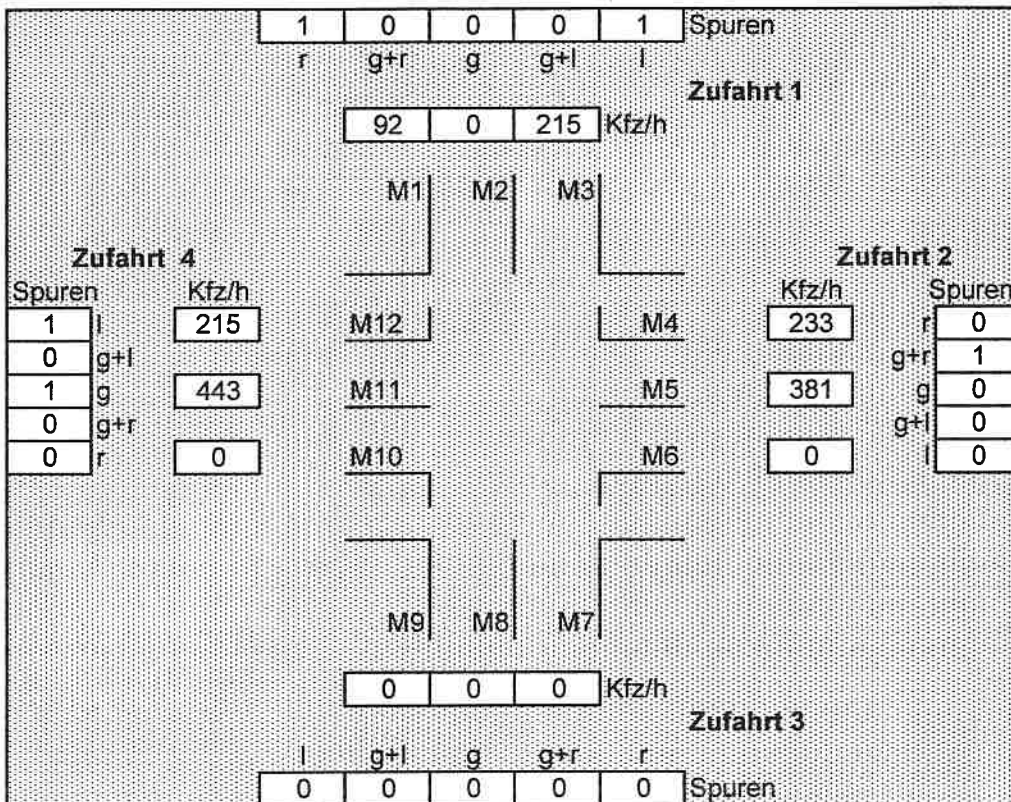 1 0 0 0 1 Spuren
r g+r g g+l l
Zufahrt 1
92 0 215 Kfz/h
M1 M2 M3
Zufahrt 4 Zufahrt 2
Spuren Kfz/h Kfz/h Spuren
1 l 215 M12 M4 233 r 0
0 g+l g+r 1
1 g 443 M11 M5 381 g 0
0 g+r g+l 0
0 r 0 M10 M6 0 l 0
M9 M8 M7
0 0 0 Kfz/h
Zufahrt 3
l g+l g g+r r
0 0 0 0 0 Spuren